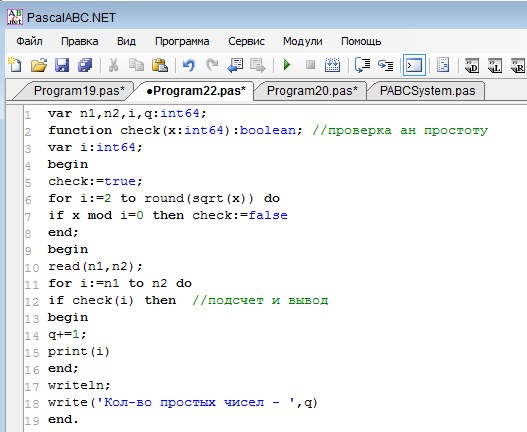 PascalABC.NET
Файл Правка Вид Программа Сервис Модули Помощь
Program19.pas* •Program22.pas* Program20.pas* PABCSystem.pas
1 var n1,n2,i,q:int64;
2 function check(x:int64):boolean; //проверка ан простоту
3 var i:int64;
4 begin
5 check:=true;
6 for i:=2 to round(sqrt(x)) do
7 if x mod i=0 then check:=false
8 end;
9 begin
10 read(n1,n2);
11 for i:=n1 to n2 do
12 if check(i) then //подсчет и вывод
13 begin
14 q+=1;
15 print(i)
16 end;
17 writeln;
18 write('Кол-во простых чисел - ',q)
19 end.